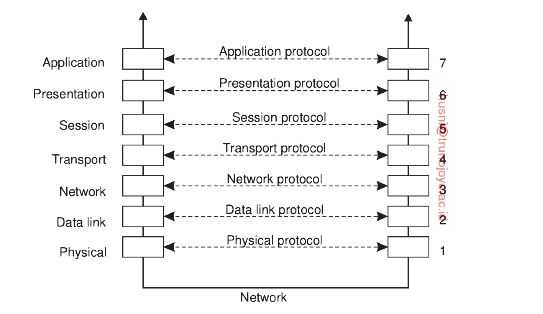 Application Application protocol 7
Presentation Presentation protocol 6
Session Session protocol 5
Transport Transport protocol 4
Network Network protocol 3
Data link Data link protocol 2
Physical Physical protocol 1
Network